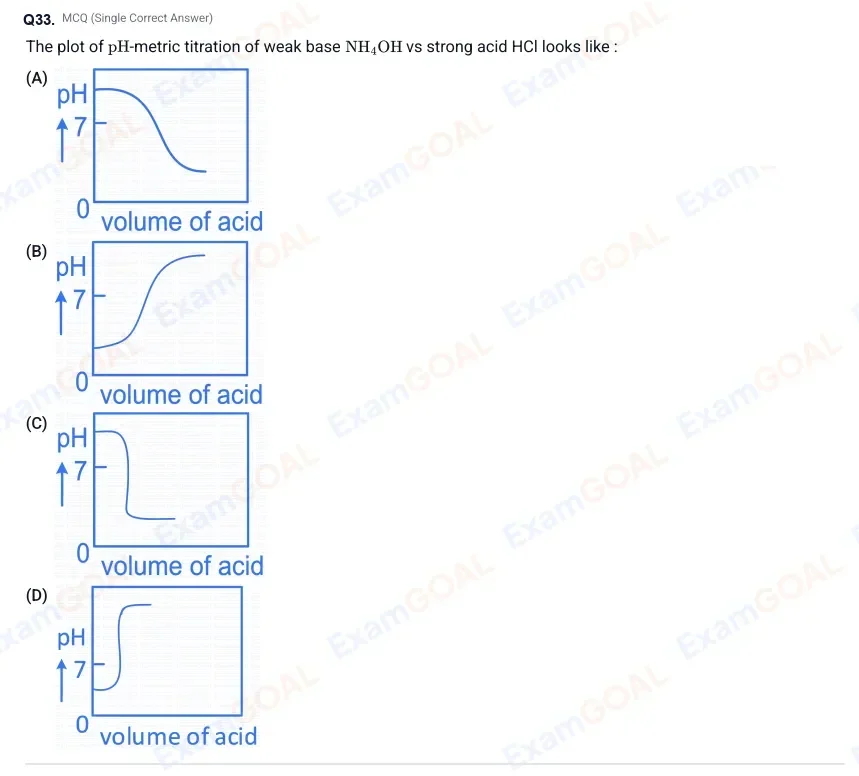 Q33. MCQ (Single Correct Answer)
The plot of pH-metric titration of weak base NH₄OH vs strong acid HCl looks like :
(A)
pH
7
0
volume of acid
(B)
pH
7
0
volume of acid
(C)
pH
7
0
volume of acid
(D)
pH
7
0
volume of acid
ExamGOAL